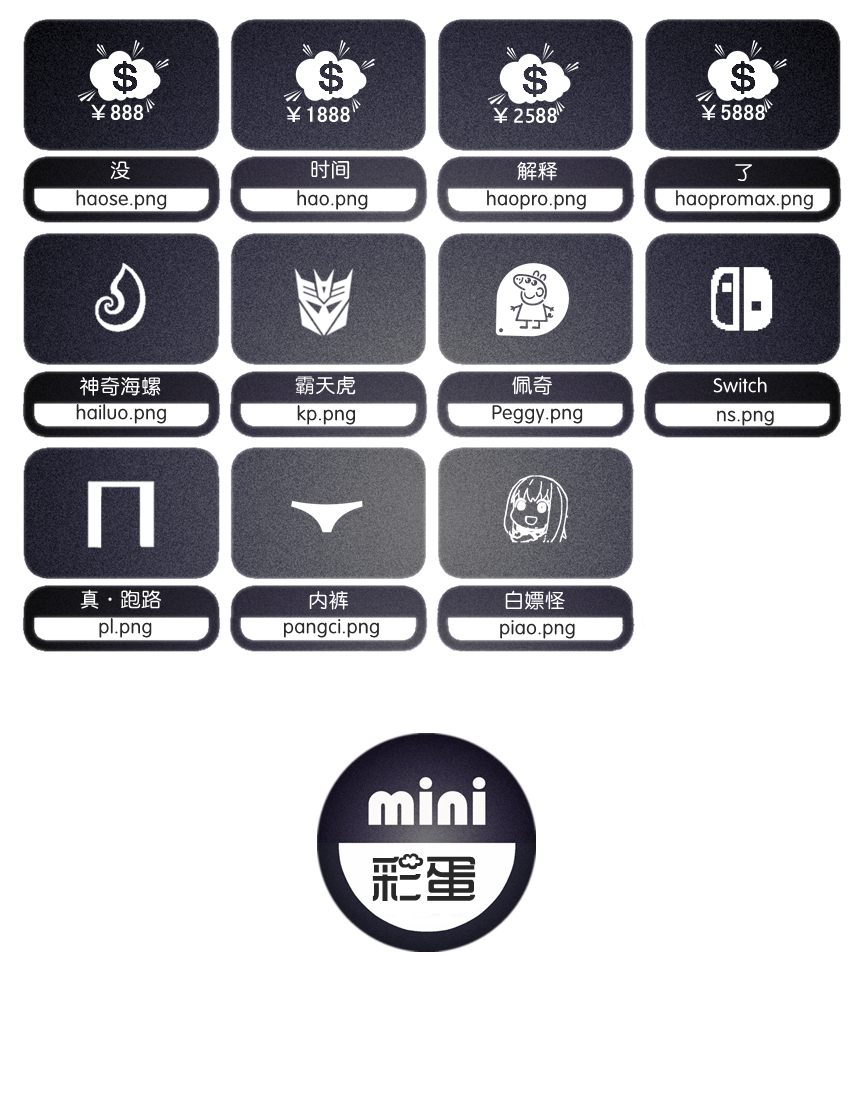 $
¥888
$
¥1888
$
¥2588
$
¥5888
没
haose.png
时间
hao.png
解释
haopro.png
了
haopromax.png
神奇海螺
hailuo.png
霸天虎
kp.png
佩奇
Peggy.png
Switch
ns.png
真·跑路
pl.png
内裤
pangci.png
白嫖怪
piao.png
mini
彩蛋